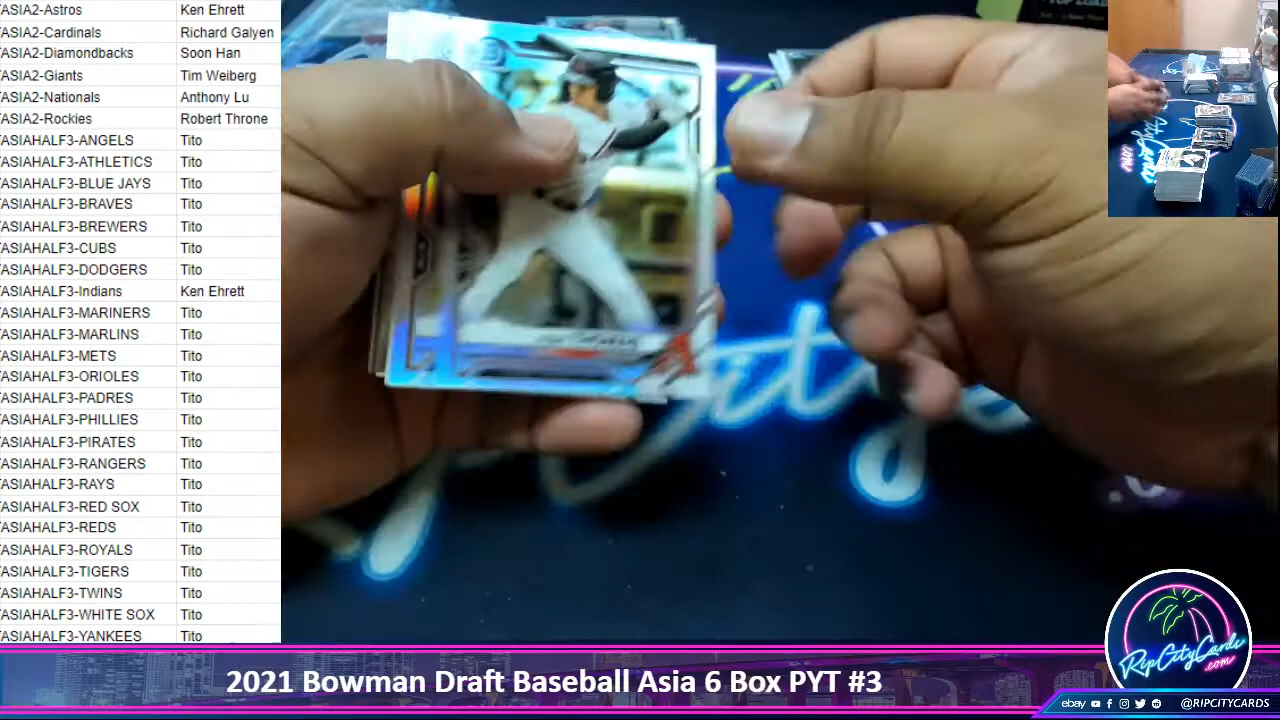 ASIA2-Astros Ken Ehrett
ASIA2-Cardinals Richard Galyen
ASIA2-Diamondbacks Soon Han
ASIA2-Giants Tim Weiberg
ASIA2-Nationals Anthony Lu
ASIA2-Rockies Robert Throne
ASIAHALF3-ANGELS Tito
ASIAHALF3-ATHLETICS Tito
ASIAHALF3-BLUE JAYS Tito
ASIAHALF3-BRAVES Tito
ASIAHALF3-BREWERS Tito
ASIAHALF3-CUBS Tito
ASIAHALF3-DODGERS Tito
ASIAHALF3-Indians Ken Ehrett
ASIAHALF3-MARINERS Tito
ASIAHALF3-MARLINS Tito
ASIAHALF3-METS Tito
ASIAHALF3-ORIOLES Tito
ASIAHALF3-PADRES Tito
ASIAHALF3-PHILLIES Tito
ASIAHALF3-PIRATES Tito
ASIAHALF3-RANGERS Tito
ASIAHALF3-RAYS Tito
ASIAHALF3-RED SOX Tito
ASIAHALF3-REDS Tito
ASIAHALF3-ROYALS Tito
ASIAHALF3-TIGERS Tito
ASIAHALF3-TWINS Tito
ASIAHALF3-WHITE SOX Tito
ASIAHALF3-YANKEES Tito
2021 Bowman Draft Baseball Asia 6 Box PYT #3
RipCityCards
.com
ebay @RIPCITYCARDS